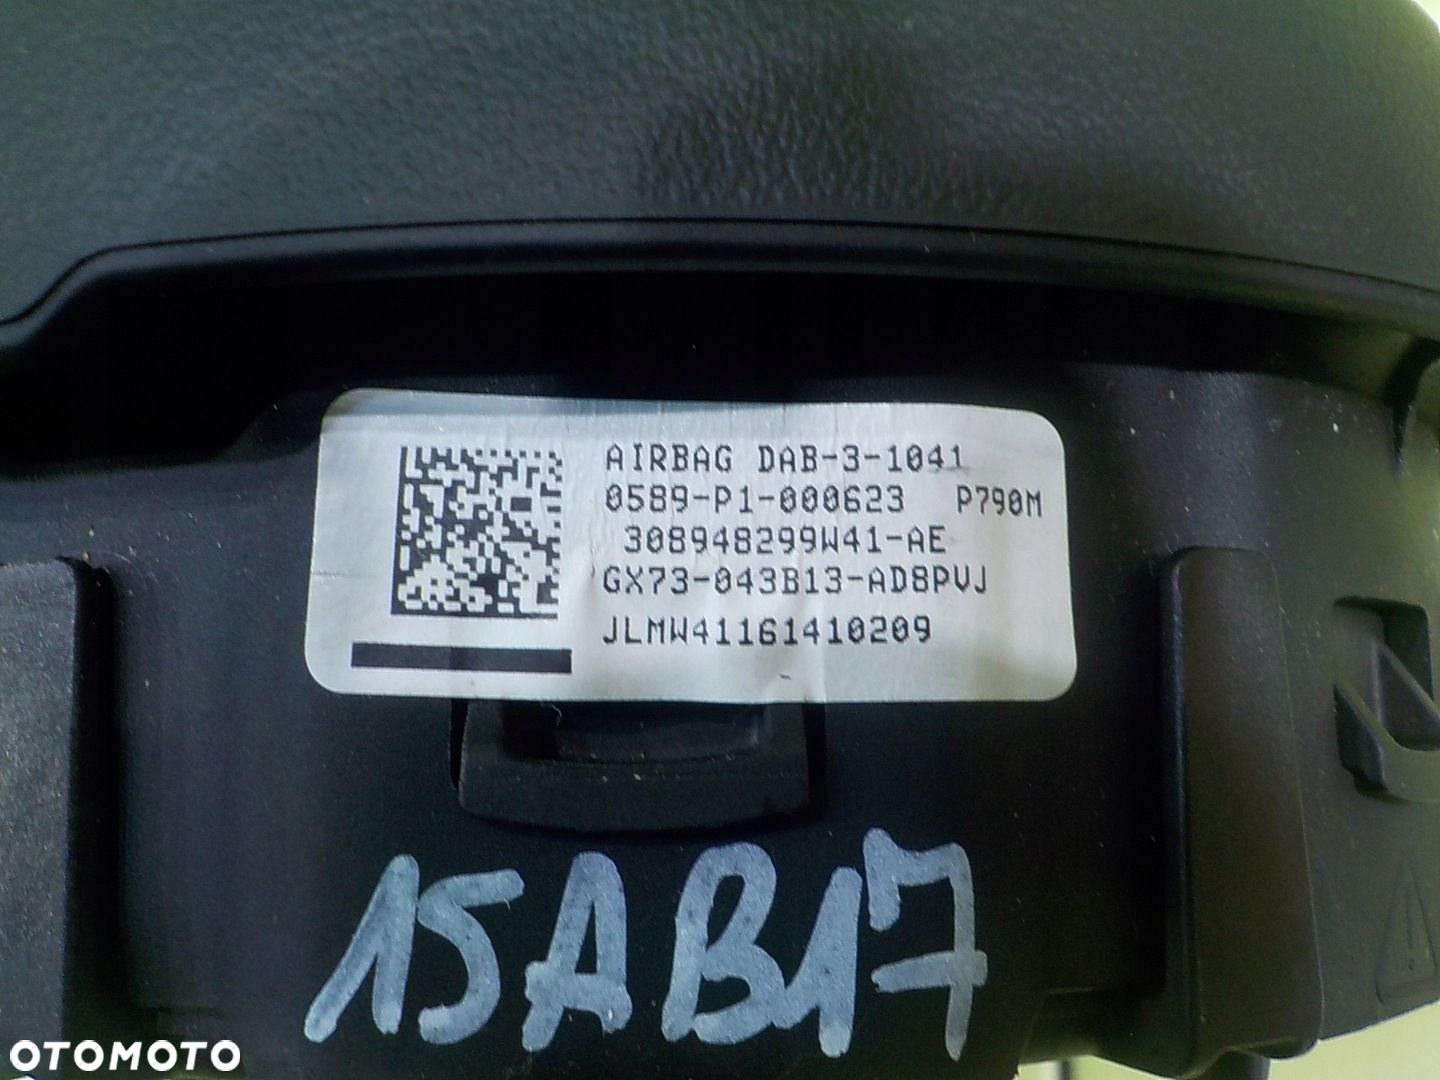 AIRBAG DAB-3-1041
0589-P1-000623 P790M
308948299W41-AE
GX73-043B13-AD8PVJ
JLMW41161410209
15AB17
OTOMOTO